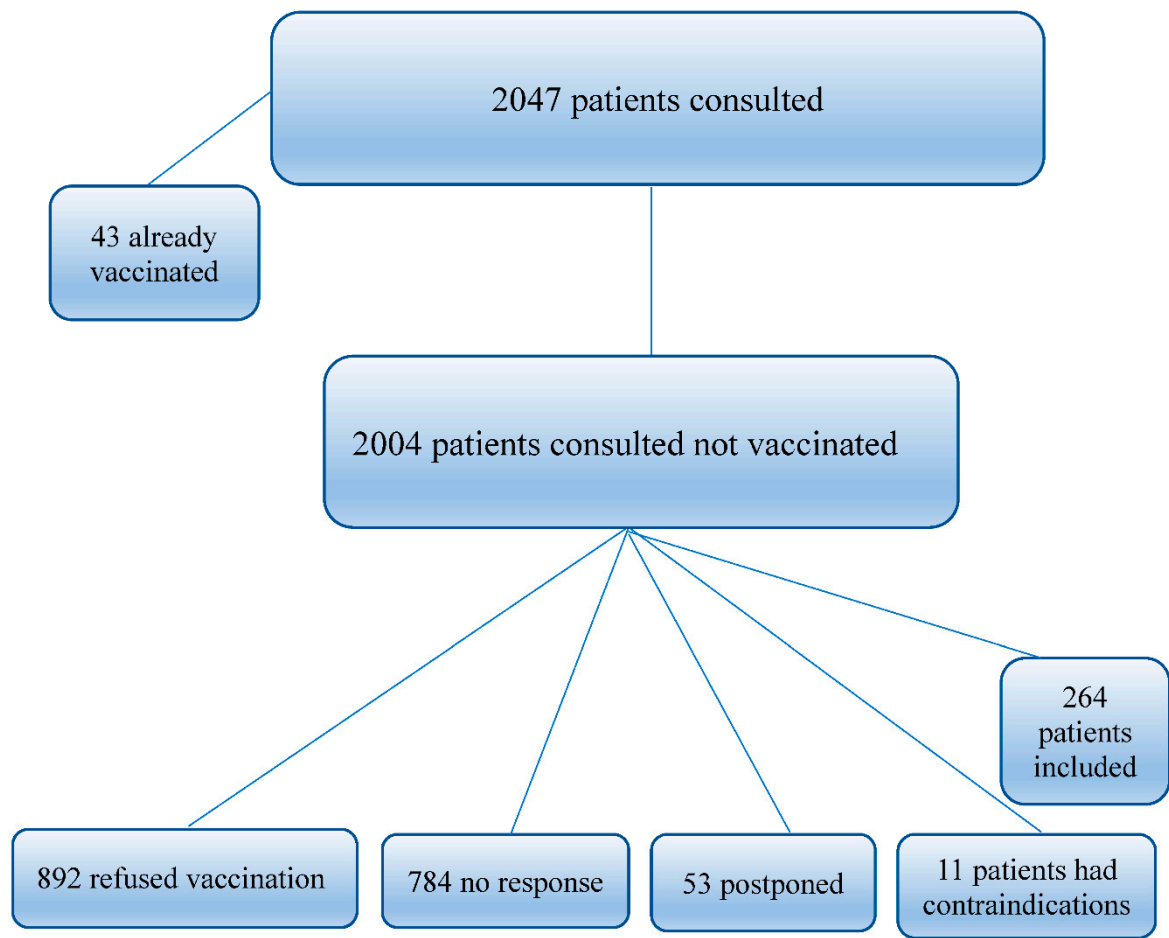 2047 patients consulted
43 already
vaccinated
2004 patients consulted not vaccinated
264
patients
included
892 refused vaccination
784 no response
53 postponed
11 patients had
contraindications